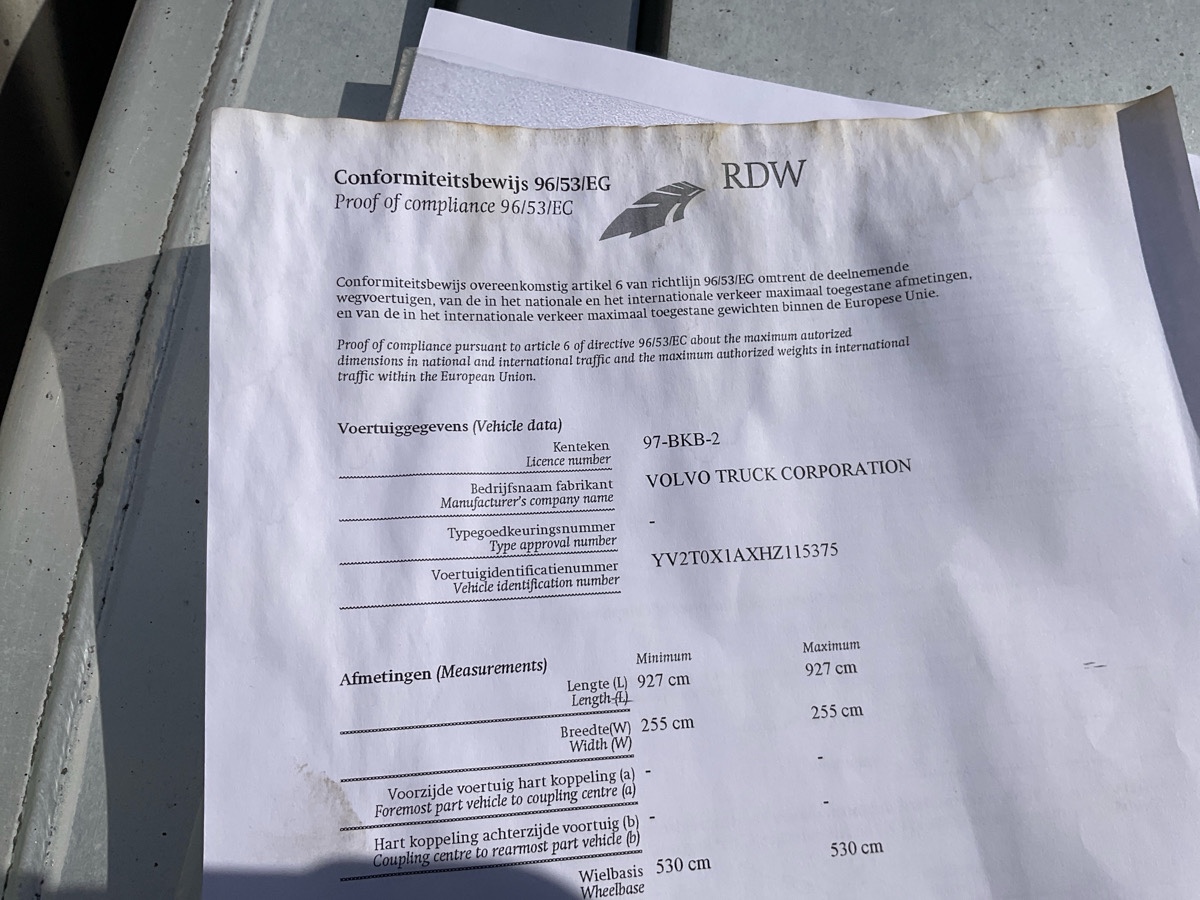 Conformiteitsbewijs 96/53/EG
Proof of compliance 96/53/EC
RDW
Conformiteitsbewijs overeenkomstig artikel 6 van richtlijn 96/53/EG omtrent de deelnemende
wegvoertuigen, van de in het nationale en het internationale verkeer maximaal toegestane afmetingen,
en van de in het internationale verkeer maximaal toegestane gewichten binnen de Europese Unie.
Proof of compliance pursuant to article 6 of directive 96/53/EC about the maximum autorized
dimensions in national and international traffic and the maximum authorized weights in international
traffic within the European Union.
Voertuiggegevens (Vehicle data)
Kenteken 97-BKB-2
Licence number
Bedrijfsnaam fabrikant VOLVO TRUCK CORPORATION
Manufacturer's company name
Typegoedkeuringsnummer -
Type approval number
Voertuigidentificatienummer YV2T0X1AXHZ115375
Vehicle identification number
Afmetingen (Measurements) Minimum Maximum
Lengte (L) 927 cm 927 cm
Length (L)
Breedte(W) 255 cm 255 cm
Width (W)
Voorzijde voertuig hart koppeling (a) - -
Foremost part vehicle to coupling centre (a)
Hart koppeling achterzijde voortuig (b) - -
Coupling centre to rearmost part vehicle (b)
Wielbasis 530 cm 530 cm
Wheelbase